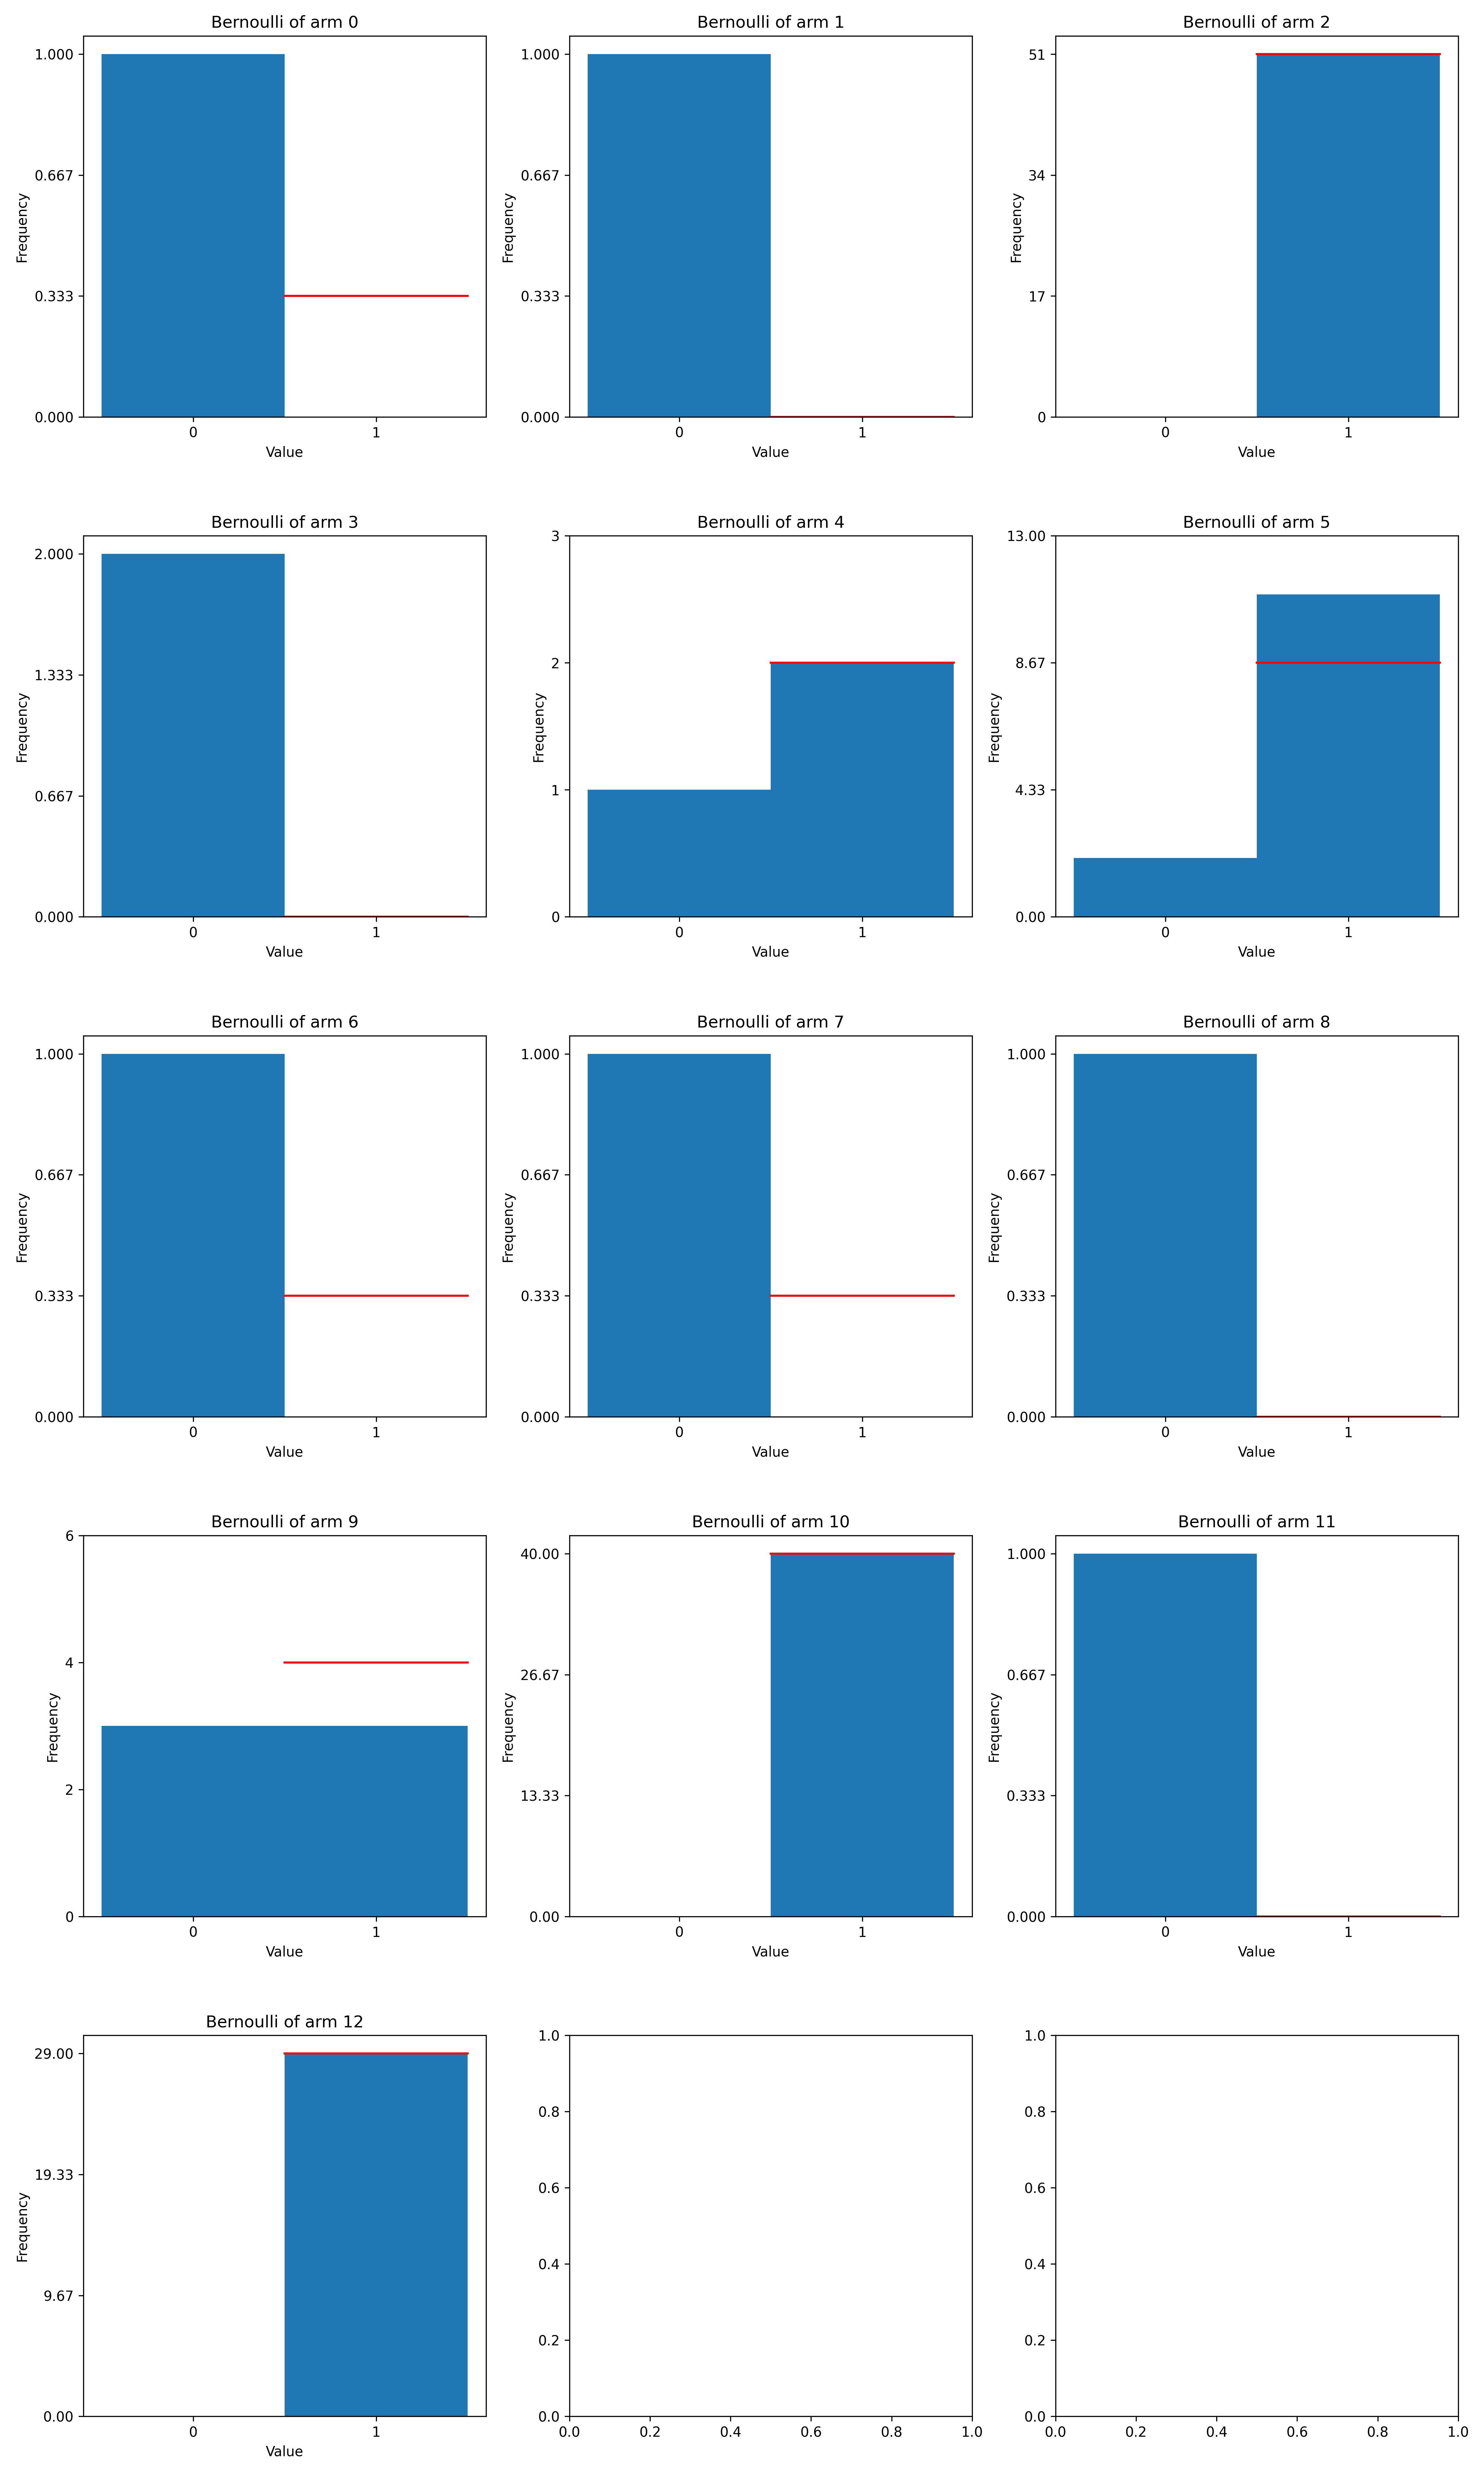 Bernoulli of arm 0
1.000
0.667
0.333
0.000
Frequency
0 1
Value
Bernoulli of arm 1
1.000
0.667
0.333
0.000
Frequency
0 1
Value
Bernoulli of arm 2
51
34
17
0
Frequency
0 1
Value
Bernoulli of arm 3
2.000
1.333
0.667
0.000
Frequency
0 1
Value
Bernoulli of arm 4
3
2
1
0
Frequency
0 1
Value
Bernoulli of arm 5
13.00
8.67
4.33
0.00
Frequency
0 1
Value
Bernoulli of arm 6
1.000
0.667
0.333
0.000
Frequency
0 1
Value
Bernoulli of arm 7
1.000
0.667
0.333
0.000
Frequency
0 1
Value
Bernoulli of arm 8
1.000
0.667
0.333
0.000
Frequency
0 1
Value
Bernoulli of arm 9
6
4
2
0
Frequency
0 1
Value
Bernoulli of arm 10
40.00
26.67
13.33
0.00
Frequency
0 1
Value
Bernoulli of arm 11
1.000
0.667
0.333
0.000
Frequency
0 1
Value
Bernoulli of arm 12
29.00
19.33
9.67
0.00
Frequency
0 1
Value
1.0
0.8
0.6
0.4
0.2
0.0
0.0 0.2 0.4 0.6 0.8 1.0
1.0
0.8
0.6
0.4
0.2
0.0
0.0 0.2 0.4 0.6 0.8 1.0